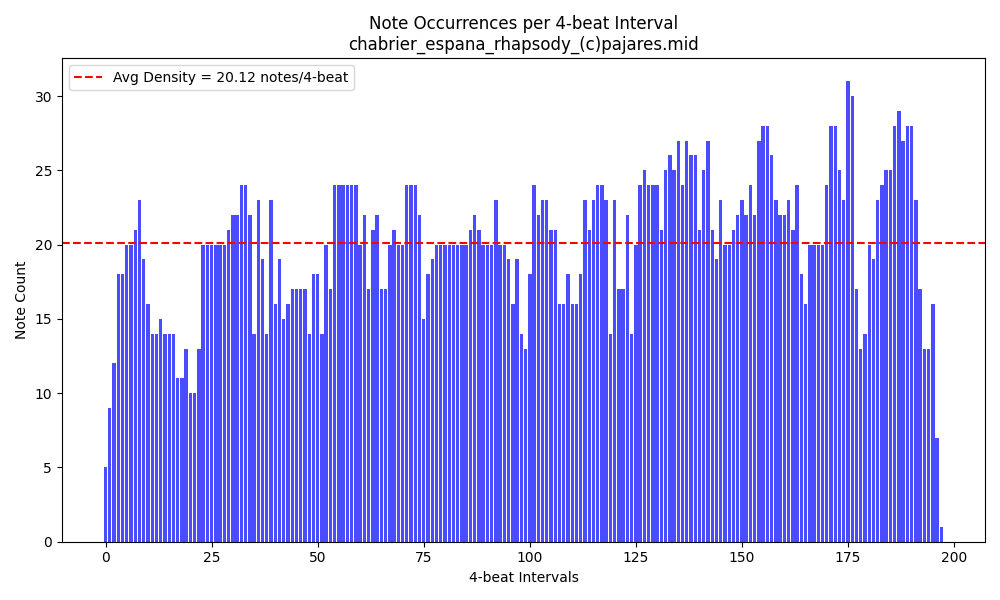 Note Occurrences per 4-beat Interval
chabrier_espana_rhapsody_(c)pajares.mid
Avg Density = 20.12 notes/4-beat
Note Count
30
25
20
15
10
5
0
0 25 50 75 100 125 150 175 200
4-beat Intervals